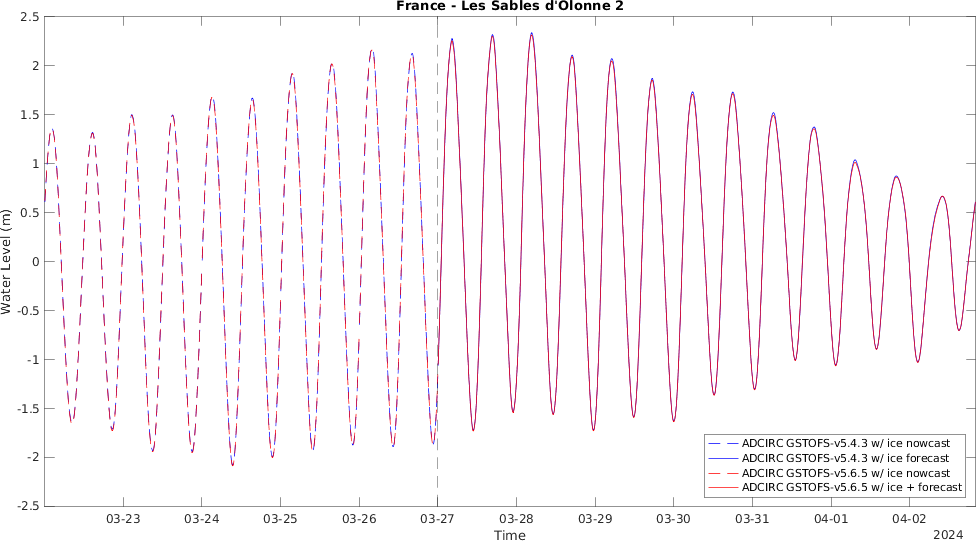 France - Les Sables d'Olonne 2
2.5
2
1.5
1
0.5
0
-0.5
-1
-1.5
-2
-2.5
Water Level (m)
ADCIRC GSTOFS-v5.4.3 w/ ice nowcast
ADCIRC GSTOFS-v5.4.3 w/ ice forecast
ADCIRC GSTOFS-v5.6.5 w/ ice nowcast
ADCIRC GSTOFS-v5.6.5 w/ ice + forecast
03-23 03-24 03-25 03-26 03-27 03-28 03-29 03-30 03-31 04-01 04-02
Time
2024